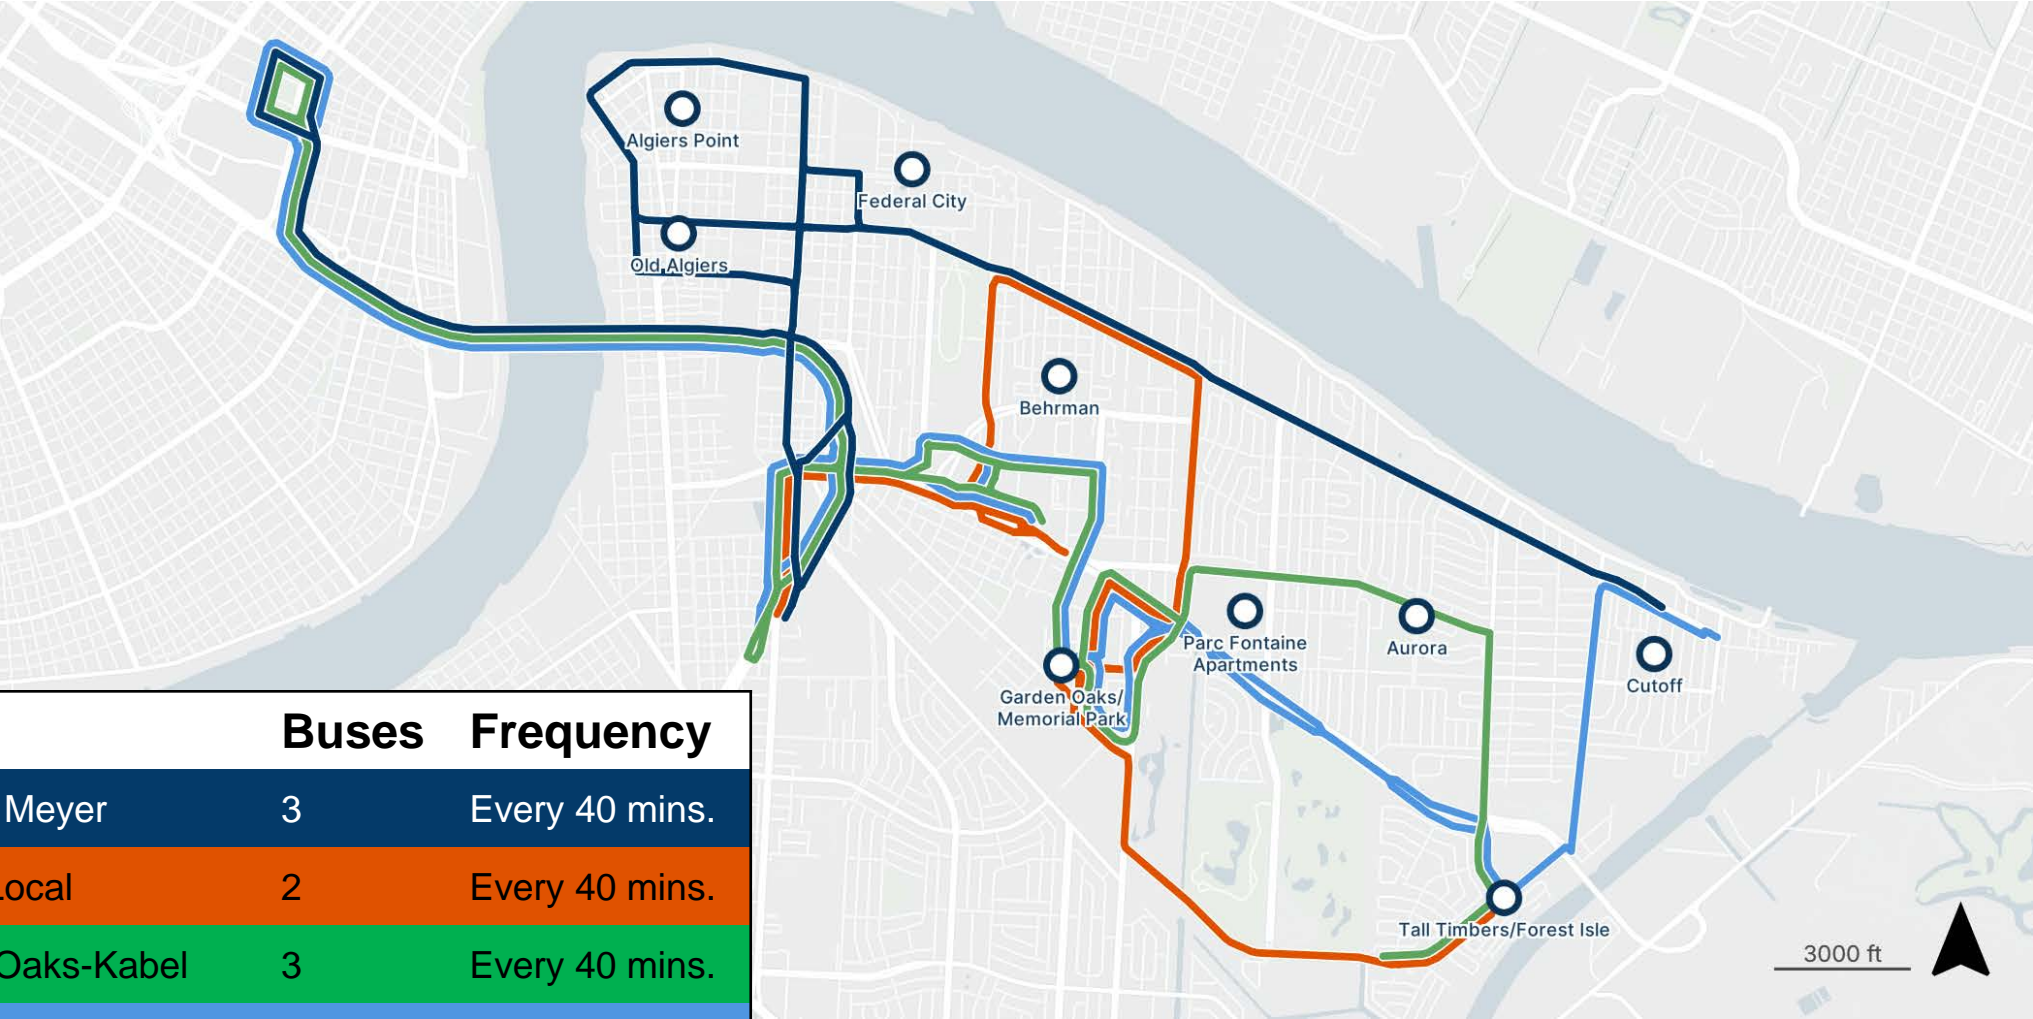 Algiers Point
Federal City
Old Algiers
Behrman
Parc Fontaine
Apartments
Aurora
Cutoff
Garden Oaks/
Memorial Park
Tall Timbers/Forest Isle
3000 ft
Buses Frequency
Meyer 3 Every 40 mins.
Local 2 Every 40 mins.
Oaks-Kabel 3 Every 40 mins.